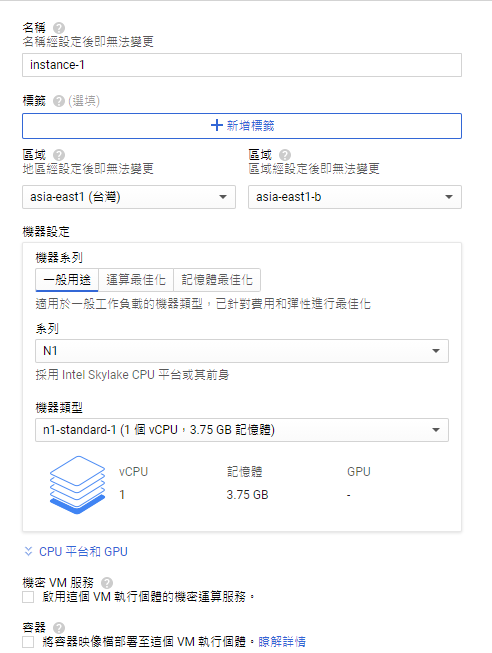 名稱
名稱經設定後即無法變更
instance-1
標籤 (選填)
新增標籤
區域 區域
地區經設定後即無法變更 區域經設定後即無法變更
asia-east1 (台灣) asia-east1-b
機器設定
機器系列
一般用途 運算最佳化 記憶體最佳化
適用於一般工作負載的機器類型，已針對費用和彈性進行最佳化
系列
N1
採用 Intel Skylake CPU 平台或其前身
機器類型
n1-standard-1 (1 個 vCPU，3.75 GB 記憶體)
vCPU 記憶體 GPU
1 3.75 GB -
CPU 平台和 GPU
機密 VM 服務
啟用這個 VM 執行個體的機密運算服務。
容器
將容器映像檔部署至這個 VM 執行個體。瞭解詳情